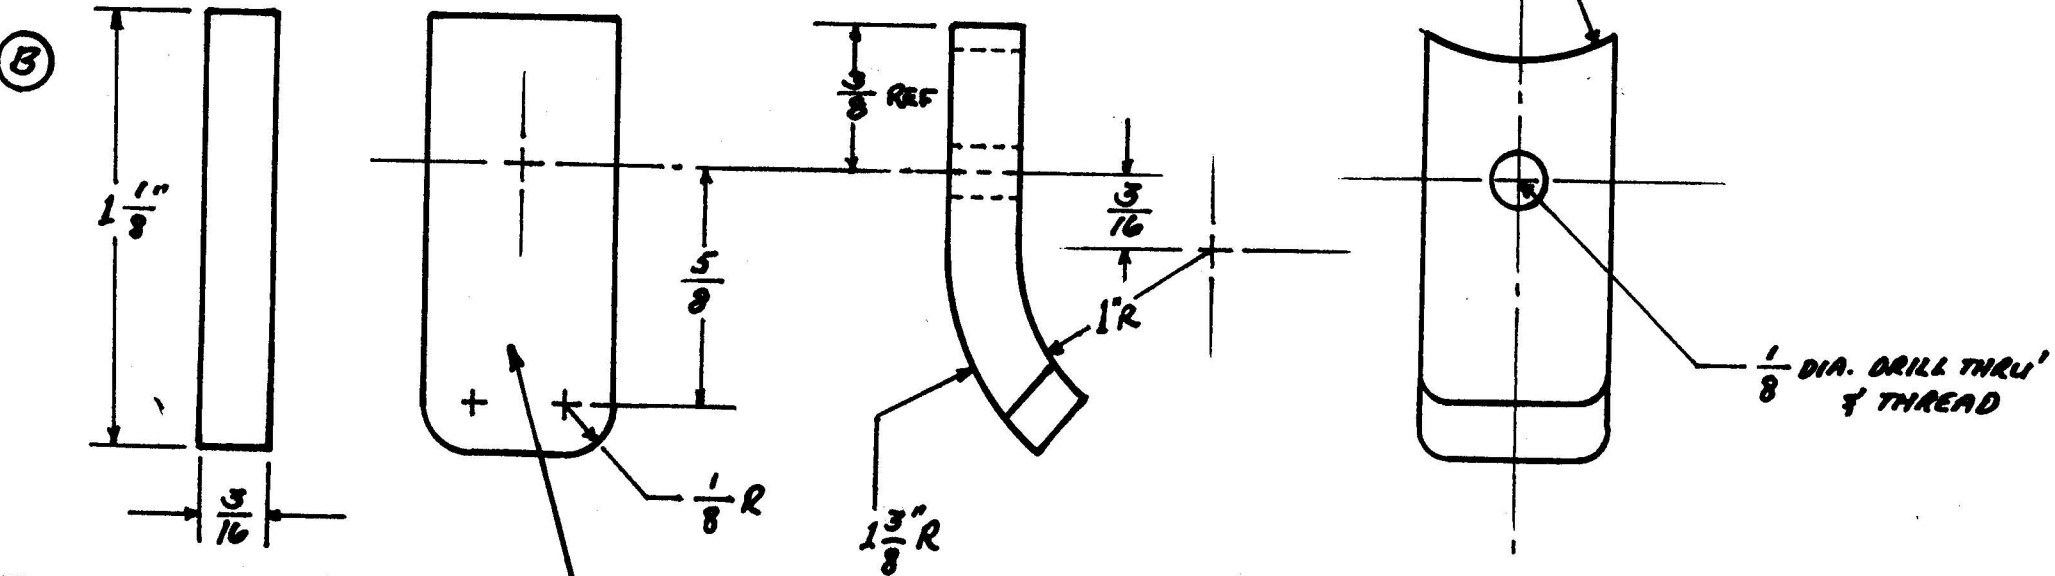 B
1 1/8"
3/16
5/8
1/8 R
3/8 REF
3/16
1" R
1 3/8" R
1/8 DIA. DRILL THRU'
& THREAD